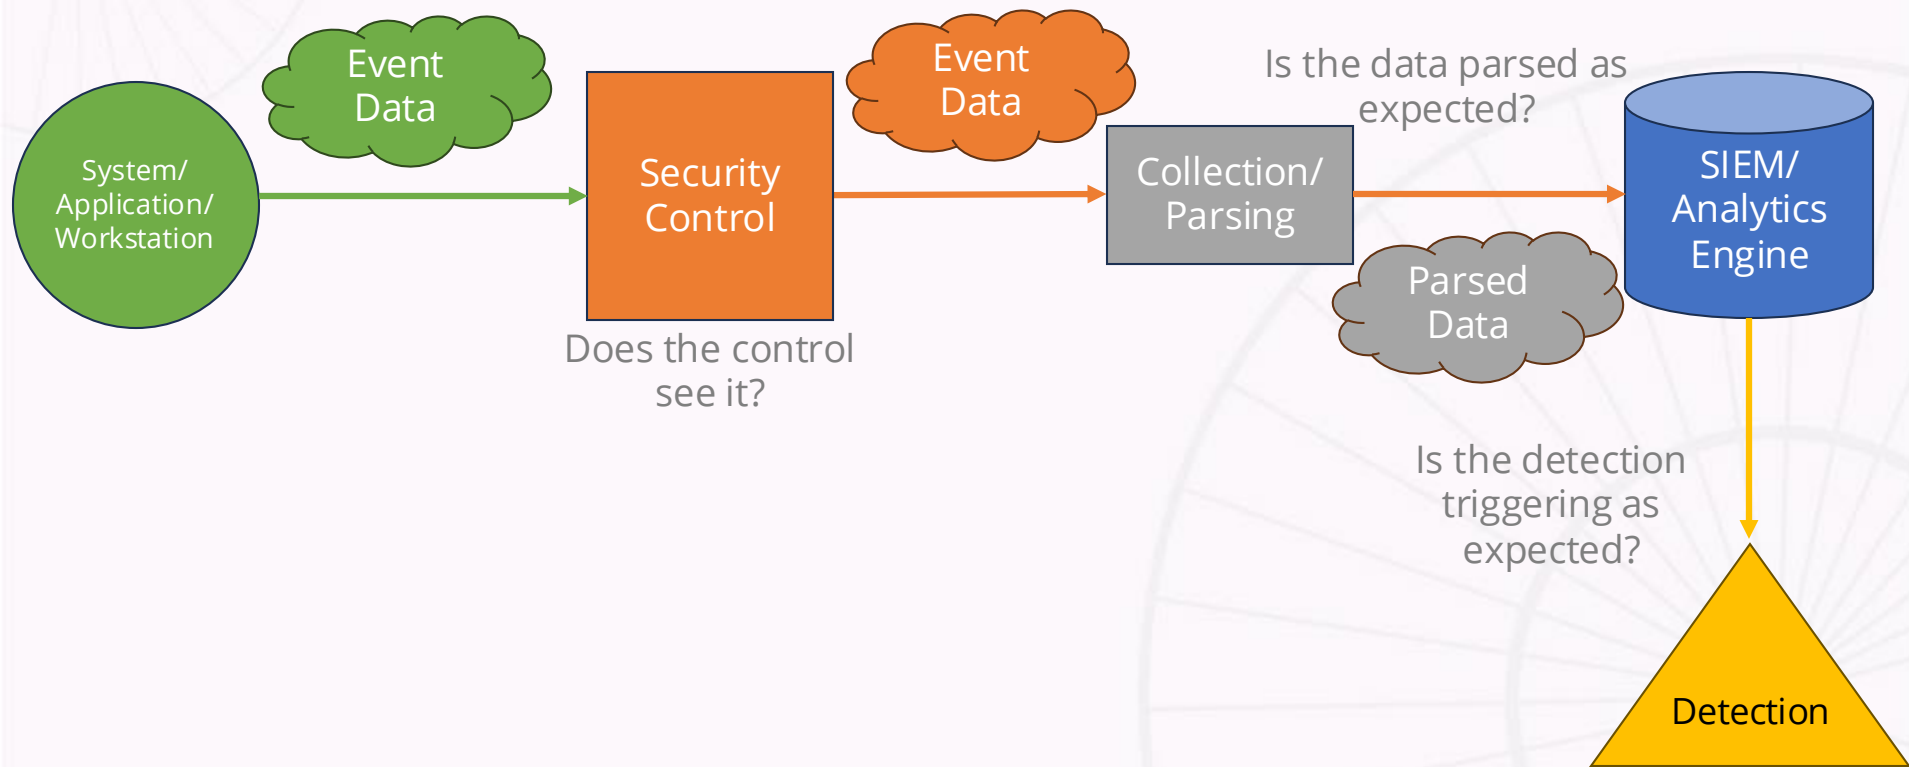 System/
Application/
Workstation
Event
Data
Security
Control
Does the control
see it?
Event
Data
Collection/
Parsing
Is the data parsed as
expected?
Parsed
Data
SIEM/
Analytics
Engine
Is the detection
triggering as
expected?
Detection